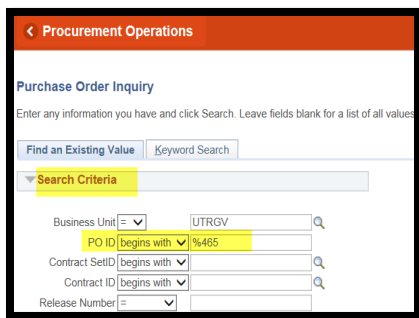 Procurement Operations
Purchase Order Inquiry
Enter any information you have and click Search. Leave fields blank for a list of all values
Find an Existing Value Keyword Search
Search Criteria
Business Unit = UTRGV
PO ID begins with %465
Contract SetID begins with
Contract ID begins with
Release Number =